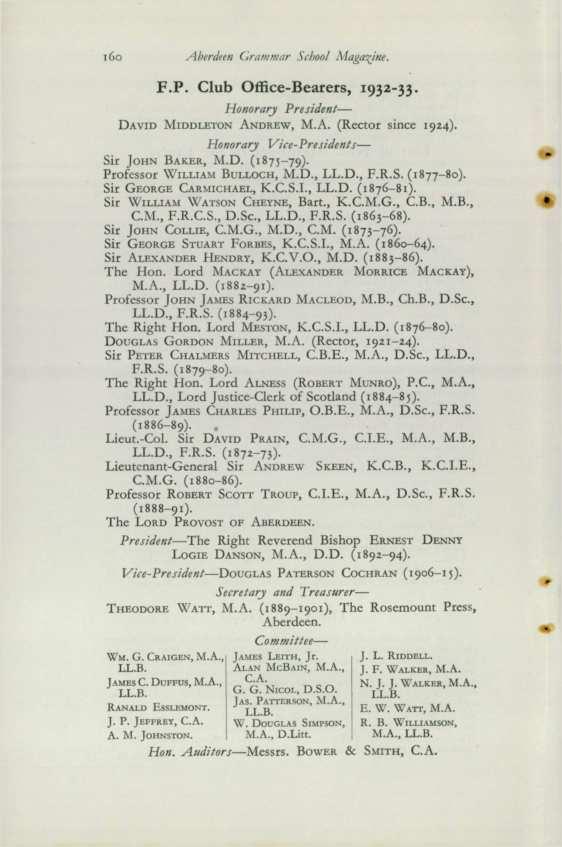 160 Aberdeen Grammar School Magazine.
F.P. Club Office-Bearers, 1932-33.
Honorary President—
DAVID MIDDLETON ANDREW, M.A. (Rector since 1924).
Honorary Vice-Presidents—
Sir JOHN BAKER, M.D. (1875–79).
Professor WILLIAM BULLOCH, M.D., LL.D., F.R.S. (1877–80).
Sir GEORGE CARMICHAEL, K.C.S.I., LL.D. (1876–81).
Sir WILLIAM WATSON CHEYNE, Bart., K.C.M.G., C.B., M.B.,
C.M., F.R.C.S., D.Sc., LL.D., F.R.S. (1863–68).
Sir JOHN COLLIE, C.M.G., M.D., C.M. (1873–76).
Sir GEORGE STUART FORBES, K.C.S.I., M.A. (1860–64).
Sir ALEXANDER HENDRY, K.C.V.O., M.D. (1883–86).
The Hon. Lord MACKAY (ALEXANDER MORRICE MACKAY),
M.A., LL.D. (1882–91).
Professor JOHN JAMES RICKARD MACLEOD, M.B., Ch.B., D.Sc.,
LL.D., F.R.S. (1884–93).
The Right Hon. Lord MESTON, K.C.S.I., LL.D. (1876–80).
DOUGLAS GORDON MILLER, M.A. (Rector, 1921–24).
Sir PETER CHALMERS MITCHELL, C.B.E., M.A., D.Sc., LL.D.,
F.R.S. (1879–80).
The Right Hon. Lord ALNESS (ROBERT MUNRO), P.C., M.A.,
LL.D., Lord Justice-Clerk of Scotland (1884–85).
Professor JAMES CHARLES PHILIP, O.B.E., M.A., D.Sc., F.R.S.
(1886–89).
Lieut.-Col. Sir DAVID PRAIN, C.M.G., C.I.E., M.A., M.B.,
LL.D., F.R.S. (1872–73).
Lieutenant-General Sir ANDREW SKEEN, K.C.B., K.C.I.E.,
C.M.G. (1880–86).
Professor ROBERT SCOTT TROUP, C.I.E., M.A., D.Sc., F.R.S.
(1888–91).
The LORD PROVOST OF ABERDEEN.
President—The Right Reverend Bishop ERNEST DENNY
LOGIE DANSON, M.A., D.D. (1892–94).
Vice-President—DOUGLAS PATERSON COCHRAN (1906–15).
Secretary and Treasurer—
THEODORE WATT, M.A. (1889–1901), The Rosemount Press,
Aberdeen.
Committee—
WM. G. CRAIGEN, M.A.,
LL.B.
JAMES C. DUFFUS, M.A.,
LL.B.
RANALD ESSLEMONT.
J. P. JEFFREY, C.A.
A. M. JOHNSTON.
JAMES LEITH, Jr.
ALAN MCBAIN, M.A.,
C.A.
G. G. NICOL, D.S.O.
JAS. PATTERSON, M.A.,
LL.B.
W. DOUGLAS SIMPSON,
M.A., D.Litt.
J. L. RIDDELL.
J. F. WALKER, M.A.
N. J. J. WALKER, M.A.,
LL.B.
E. W. WATT, M.A.
R. B. WILLIAMSON,
M.A., LL.B.
Hon. Auditors—Messrs. BOWER & SMITH, C.A.